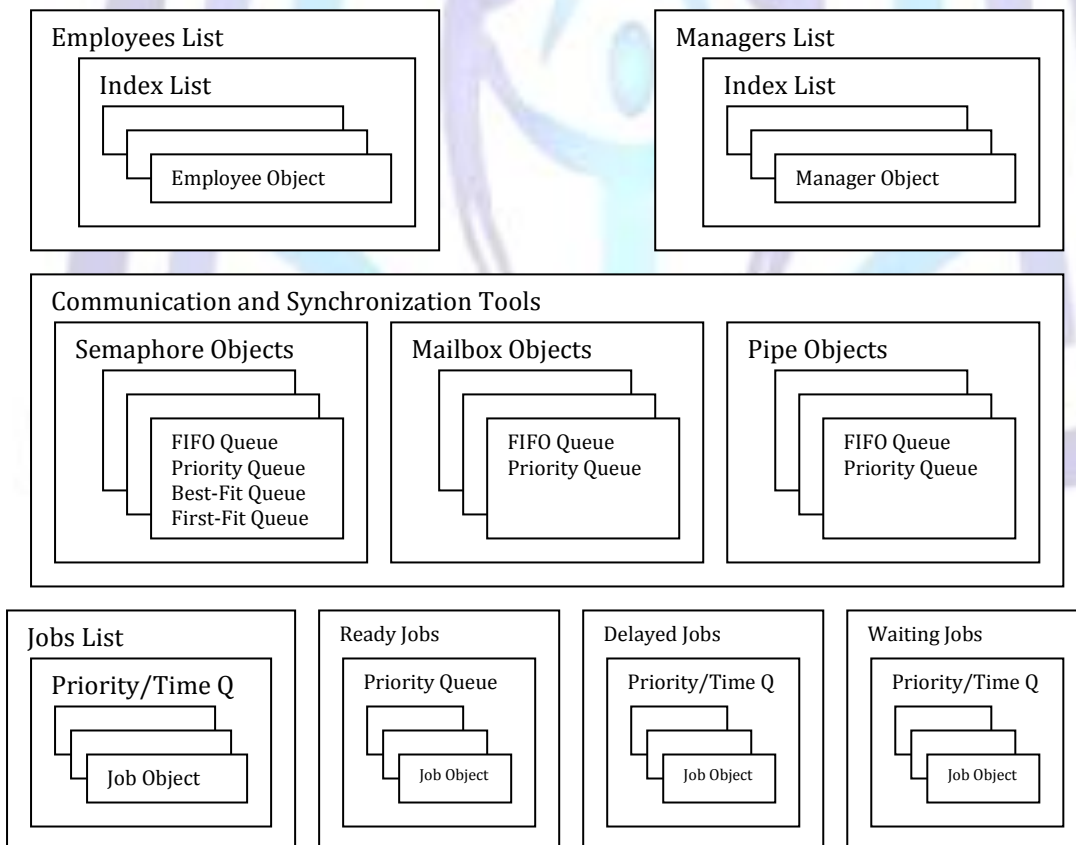 Employees List
Index List
Employee Object
Managers List
Index List
Manager Object
Communication and Synchronization Tools
Semaphore Objects
FIFO Queue
Priority Queue
Best-Fit Queue
First-Fit Queue
Mailbox Objects
FIFO Queue
Priority Queue
Pipe Objects
FIFO Queue
Priority Queue
Jobs List
Priority/Time Q
Job Object
Ready Jobs
Priority Queue
Job Object
Delayed Jobs
Priority/Time Q
Job Object
Waiting Jobs
Priority/Time Q
Job Object